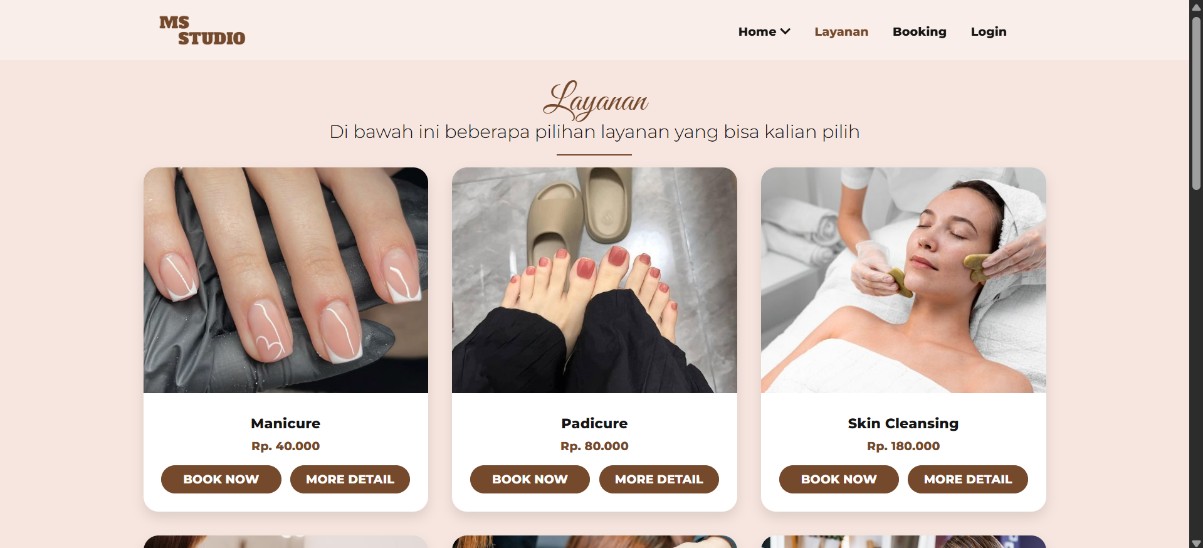 MS
STUDIO
Home
Layanan
Booking
Login
Layanan
Di bawah ini beberapa pilihan layanan yang bisa kalian pilih
Manicure
Rp. 40.000
BOOK NOW
MORE DETAIL
Padicure
Rp. 80.000
BOOK NOW
MORE DETAIL
Skin Cleansing
Rp. 180.000
BOOK NOW
MORE DETAIL